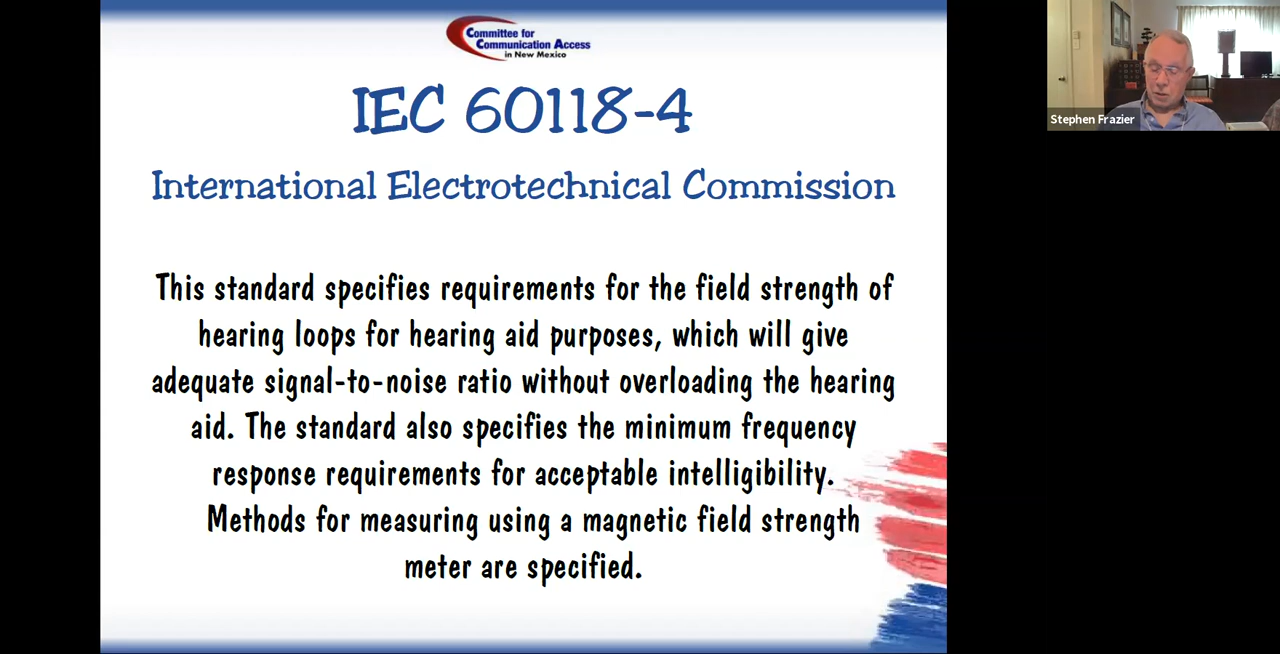 Committee for
Communication Access
in New Mexico
IEC 60118-4
International Electrotechnical Commission
This standard specifies requirements for the field strength of
hearing loops for hearing aid purposes, which will give
adequate signal-to-noise ratio without overloading the hearing
aid. The standard also specifies the minimum frequency
response requirements for acceptable intelligibility.
Methods for measuring using a magnetic field strength
meter are specified.
Stephen Frazier